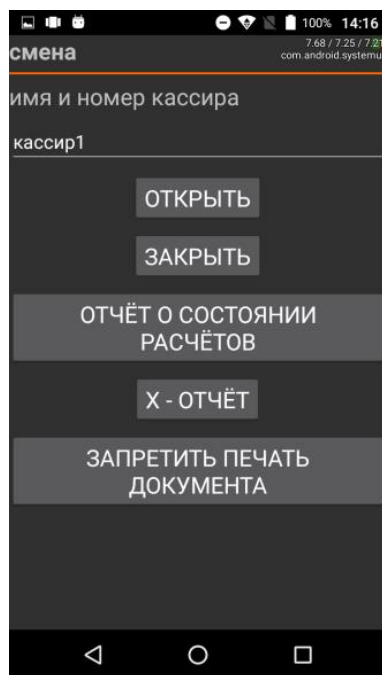 100% 14:16
смена
7.68 / 7.25 / 7.21
com.android.systemu
имя и номер кассира
кассир1
ОТКРЫТЬ
ЗАКРЫТЬ
ОТЧЁТ О СОСТОЯНИИ
РАСЧЁТОВ
Х - ОТЧЁТ
ЗАПРЕТИТЬ ПЕЧАТЬ
ДОКУМЕНТА